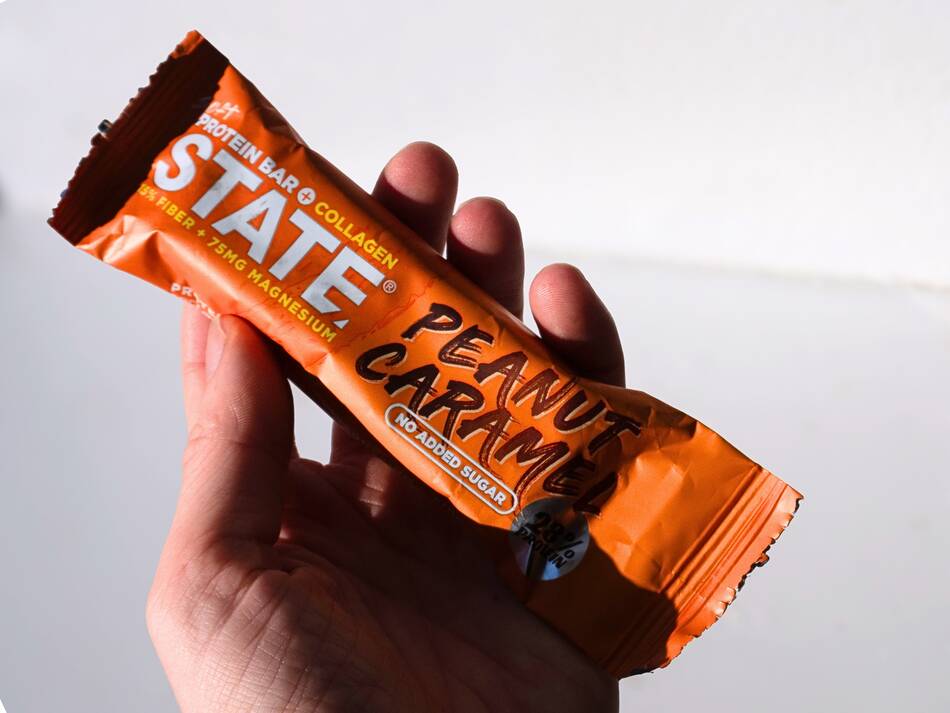 PROTEIN BAR + COLLAGEN
STATE®
15% FIBER + 75MG MAGNESIUM
PEANUT
CARAMEL
NO ADDED SUGAR
28%
PROTEIN